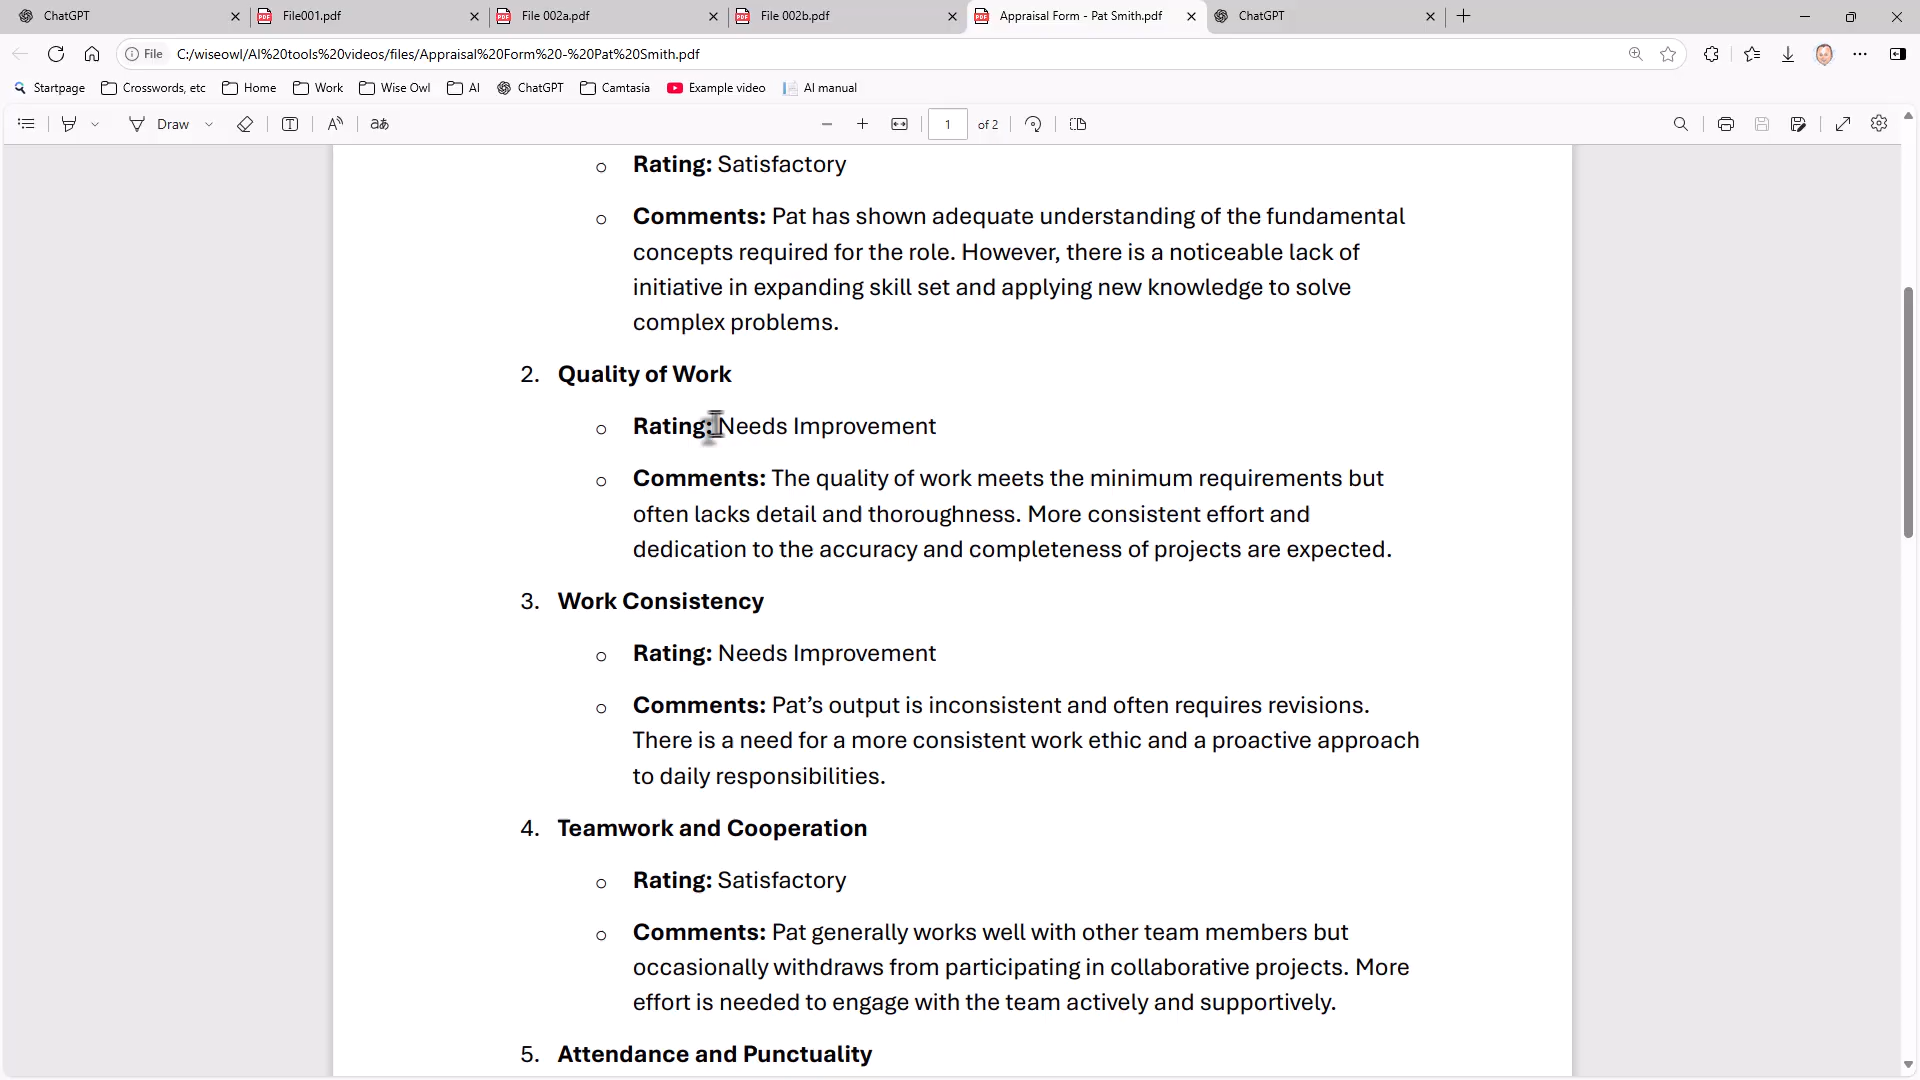 ChatGPT
File001.pdf
File 002a.pdf
File 002b.pdf
Appraisal Form - Pat Smith.pdf
ChatGPT
File
C:/wiseowl/AI%20tools%20videos/files/Appraisal%20Form%20-%20Pat%20Smith.pdf
Startpage
Crosswords, etc
Home
Work
Wise Owl
AI
ChatGPT
Camtasia
Example video
AI manual
Draw
1
of 2
Rating: Satisfactory
Comments: Pat has shown adequate understanding of the fundamental
concepts required for the role. However, there is a noticeable lack of
initiative in expanding skill set and applying new knowledge to solve
complex problems.
2. Quality of Work
Rating: Needs Improvement
Comments: The quality of work meets the minimum requirements but
often lacks detail and thoroughness. More consistent effort and
dedication to the accuracy and completeness of projects are expected.
3. Work Consistency
Rating: Needs Improvement
Comments: Pat’s output is inconsistent and often requires revisions.
There is a need for a more consistent work ethic and a proactive approach
to daily responsibilities.
4. Teamwork and Cooperation
Rating: Satisfactory
Comments: Pat generally works well with other team members but
occasionally withdraws from participating in collaborative projects. More
effort is needed to engage with the team actively and supportively.
5. Attendance and Punctuality